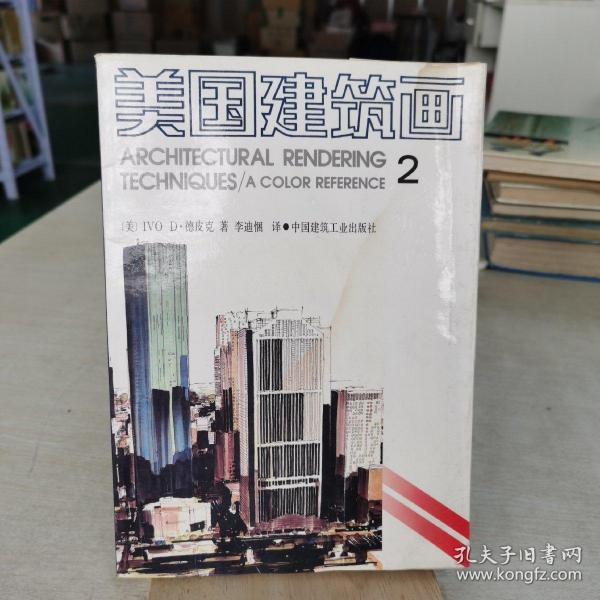 美国建筑画
ARCHITECTURAL RENDERING
TECHNIQUES/A COLOR REFERENCE 2
〔美〕IVO D·德皮克 著 李迪悃 译●中国建筑工业出版社
孔夫子旧书网
www.kongfz.com